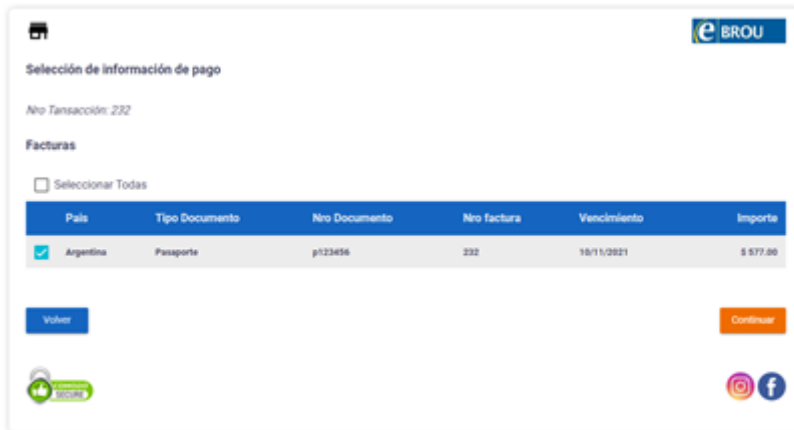 e BROU
Selección de información de pago
Nro Tansacción: 232
Facturas
Seleccionar Todas
País Tipo Documento Nro Documento Nro factura Vencimiento Importe
Argentina Pasaporte p123456 232 10/11/2021 $ 577.00
Volver Continuar
SECURE